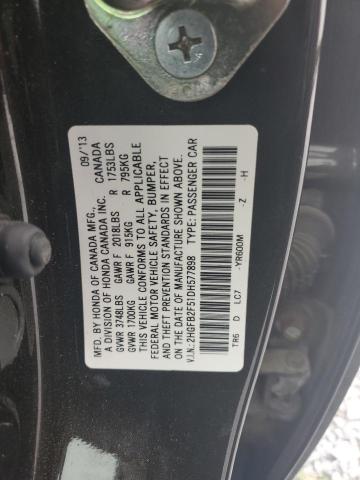 MFD. BY HONDA OF CANADA MFG., 09/'13
A DIVISION OF HONDA CANADA INC. CANADA
GVWR 3748LBS GAWR F 2018LBS R 1753LBS
GVWR 1700KG GAWR F 915KG R 795KG
THIS VEHICLE CONFORMS TO ALL APPLICABLE
FEDERAL MOTOR VEHICLE SAFETY, BUMPER,
AND THEFT PREVENTION STANDARDS IN EFFECT
ON THE DATE OF MANUFACTURE SHOWN ABOVE.
V.I.N.: 2HGFB2F51DH577898 TYPE: PASSENGER CAR
TR6 D LC7 -YR600M -Z -H